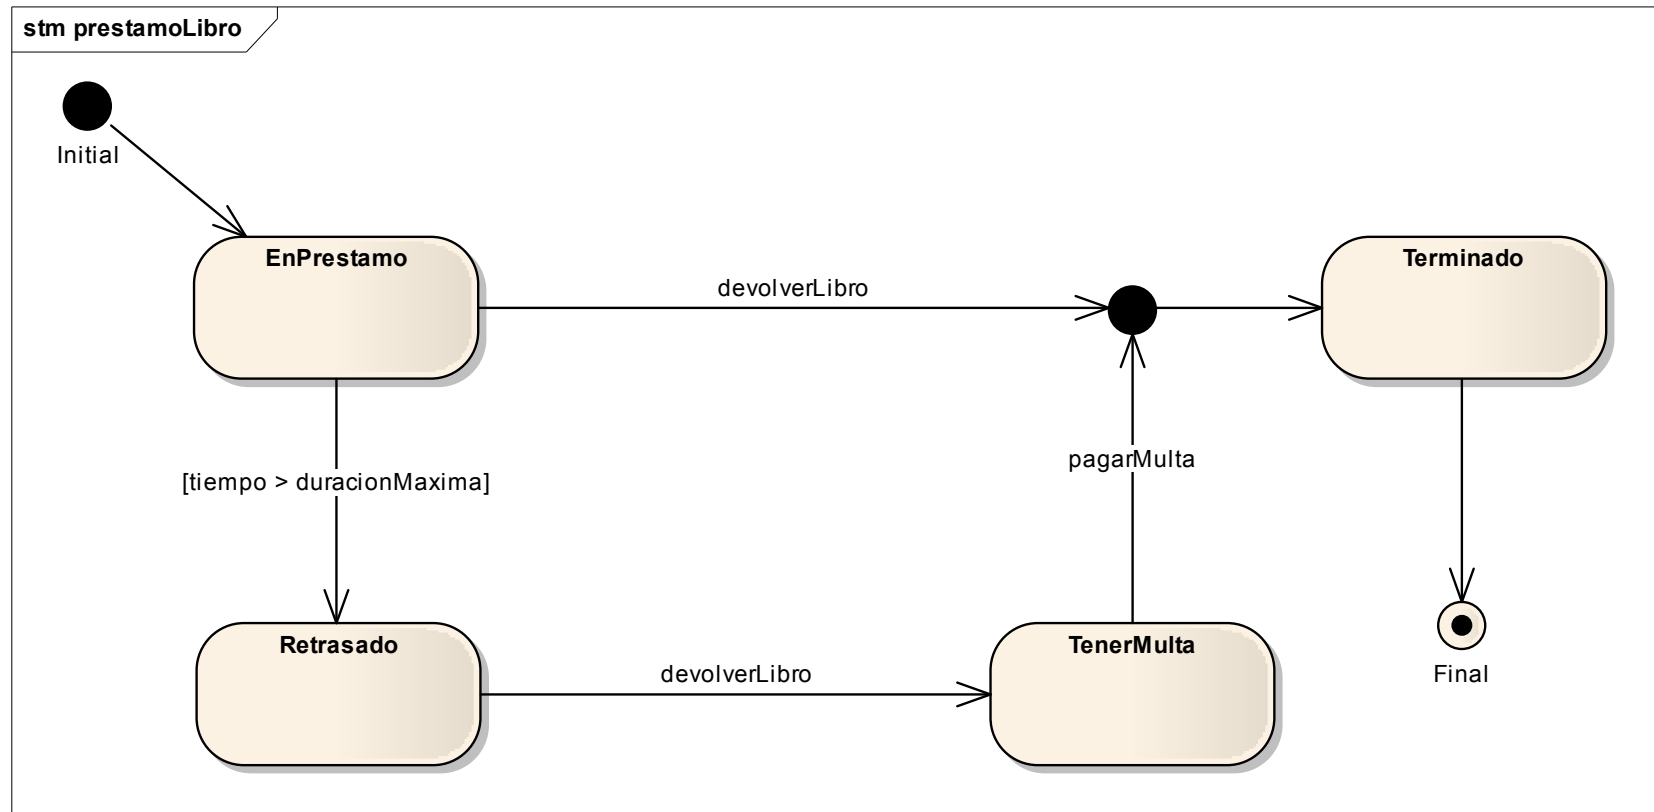 stm prestamoLibro
Initial
EnPrestamo
devolverLibro
Terminado
[tiempo > duracionMaxima]
pagarMulta
Retrasado
devolverLibro
TenerMulta
Final